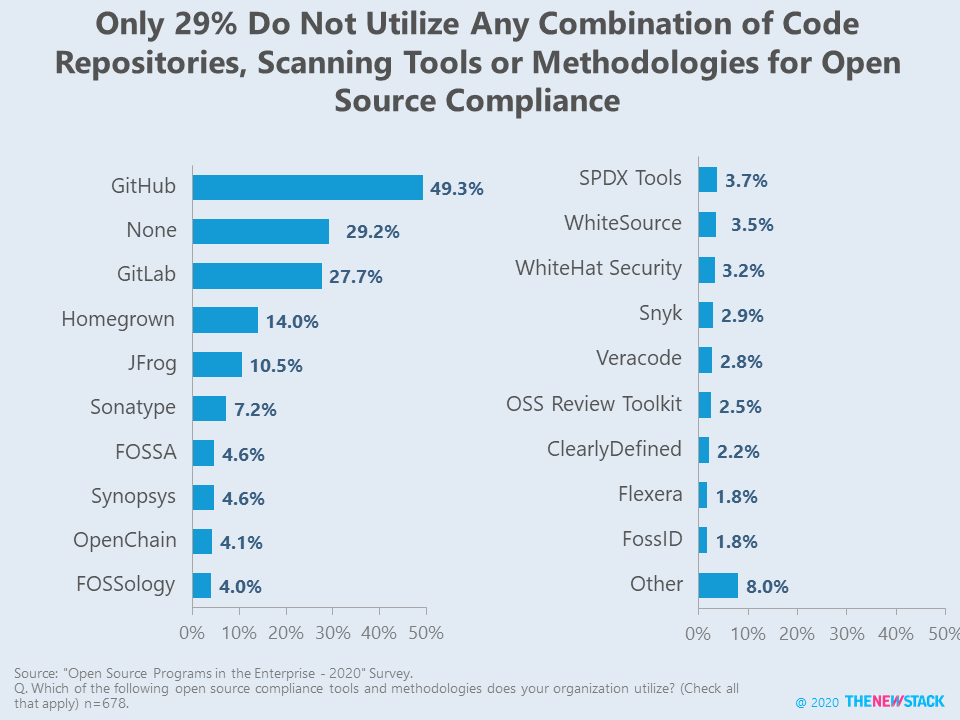 Only 29% Do Not Utilize Any Combination of Code
Repositories, Scanning Tools or Methodologies for Open
Source Compliance
GitHub 49.3%
None 29.2%
GitLab 27.7%
Homegrown 14.0%
JFrog 10.5%
Sonatype 7.2%
FOSSA 4.6%
Synopsys 4.6%
OpenChain 4.1%
FOSSology 4.0%
0% 10% 20% 30% 40% 50%
SPDX Tools 3.7%
WhiteSource 3.5%
WhiteHat Security 3.2%
Snyk 2.9%
Veracode 2.8%
OSS Review Toolkit 2.5%
ClearlyDefined 2.2%
Flexera 1.8%
FossID 1.8%
Other 8.0%
0% 10% 20% 30% 40% 50%
Source: "Open Source Programs in the Enterprise - 2020" Survey.
Q. Which of the following open source compliance tools and methodologies does your organization utilize? (Check all
that apply) n=678.
@ 2020 THENEWSTACK